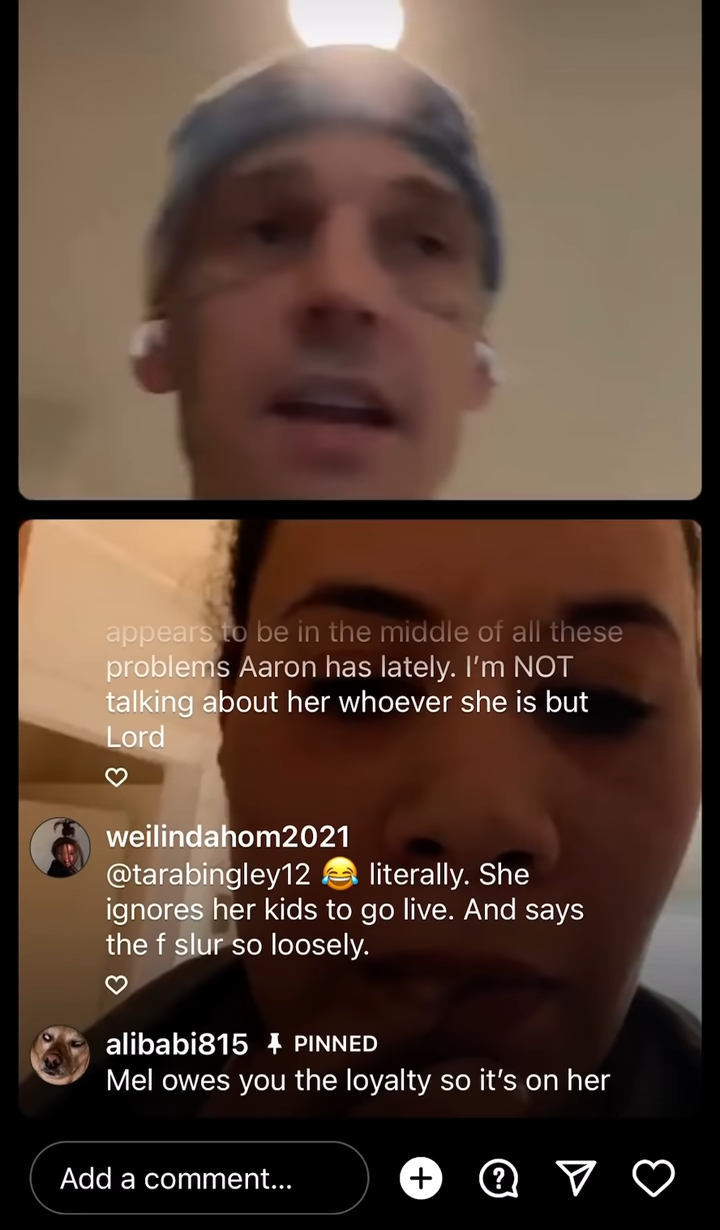 appears to be in the middle of all these
problems Aaron has lately. I’m NOT
talking about her whoever she is but
Lord
weilindahom2021
@tarabingley12 😂 literally. She
ignores her kids to go live. And says
the f slur so loosely.
alibabi815 PINNED
Mel owes you the loyalty so it’s on her
Add a comment...